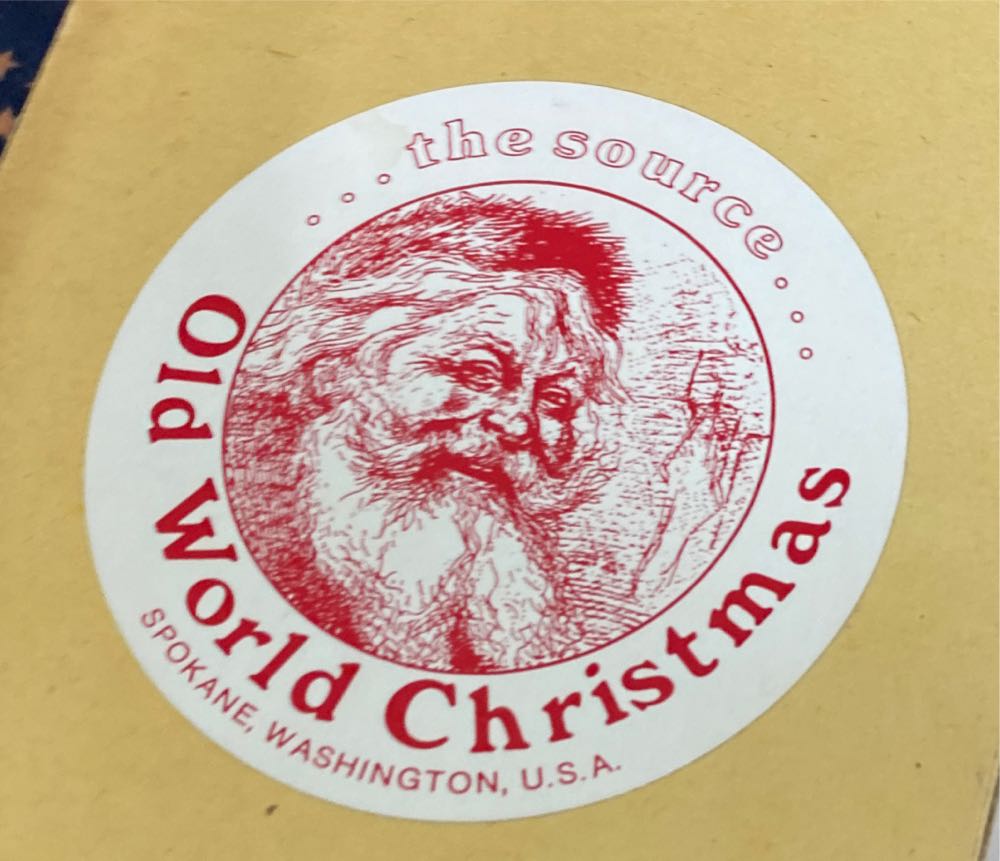 ...the source...
Old World Christmas
SPOKANE, WASHINGTON, U.S.A.